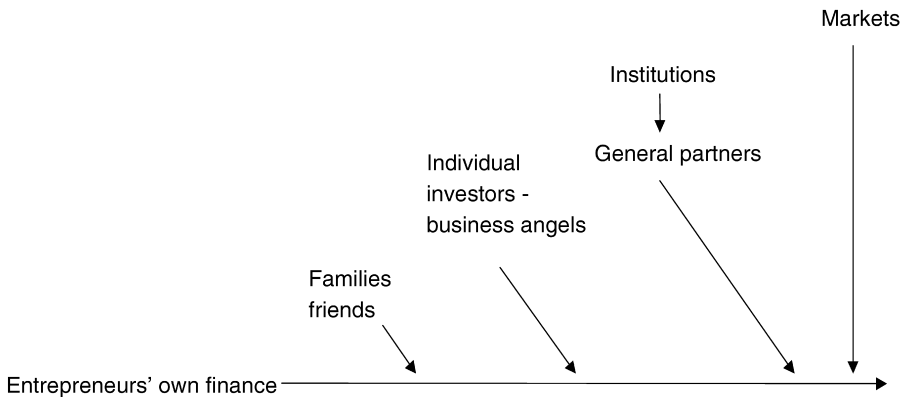 Markets
Institutions
General partners
Individual
investors -
business angels
Families
friends
Entrepreneurs’ own finance